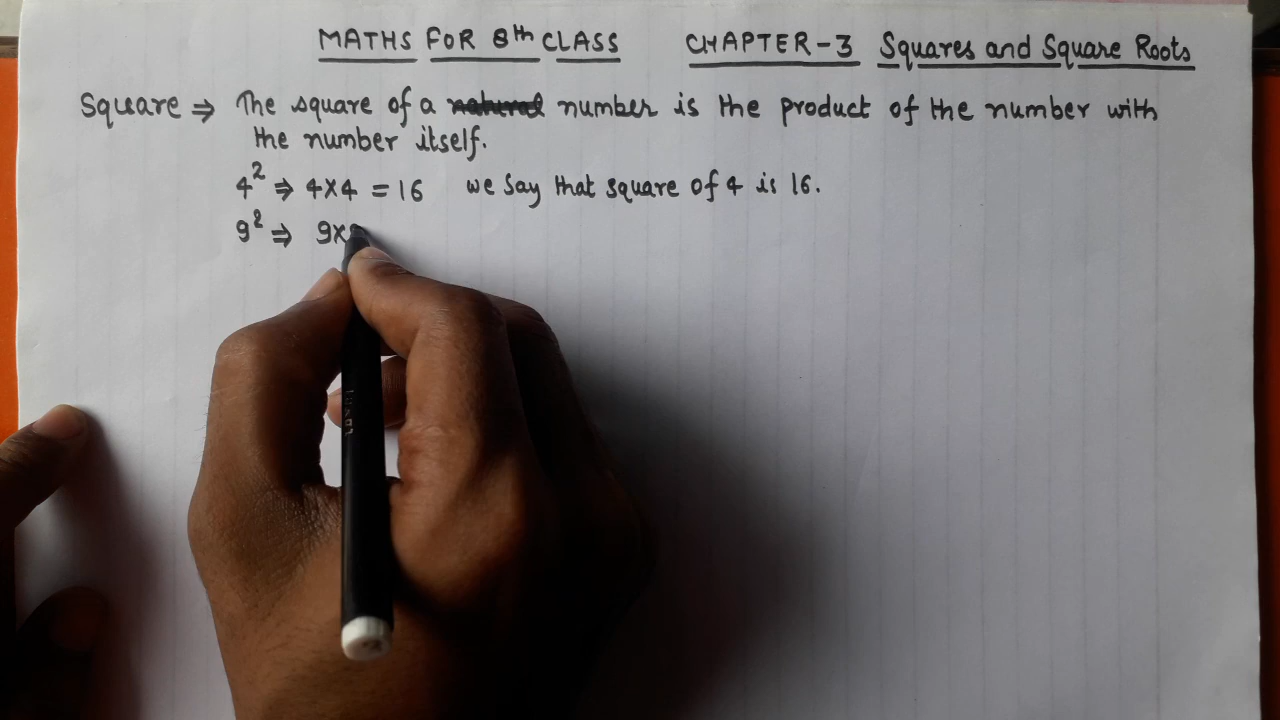 MATHS FOR 8th CLASS CHAPTER-3 Squares and Square Roots
Square ⇒ The square of a natural number is the product of the number with
the number itself.
4² ⇒ 4×4 = 16 we say that square of 4 is 16.
9² ⇒ 9×